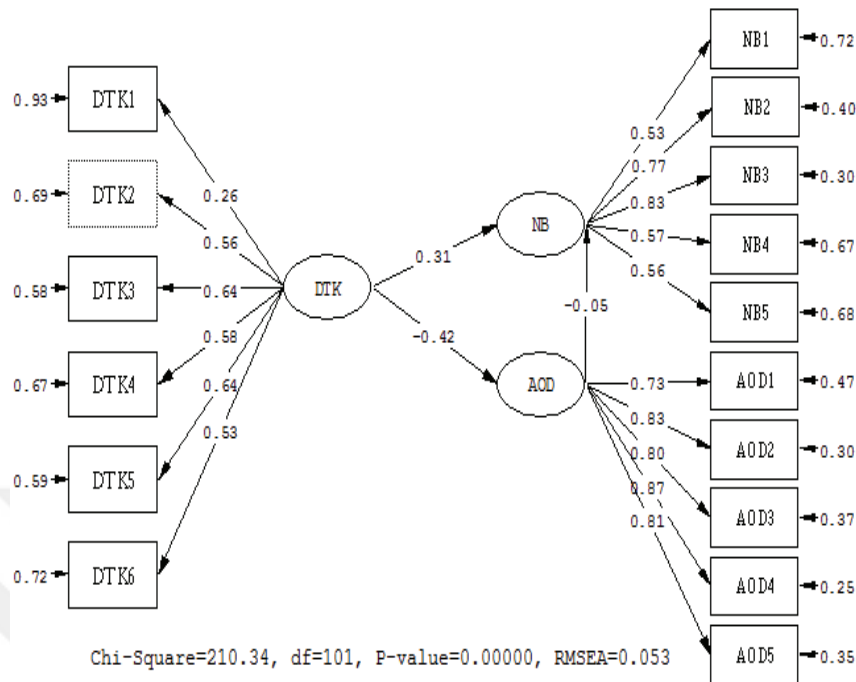 0.93 DTK1
0.69 DTK2
0.58 DTK3
0.67 DTK4
0.59 DTK5
0.72 DTK6
0.26
0.56
0.64
0.58
0.64
0.53
DTK
0.31
-0.42
NB
-0.05
AOD
0.53
0.77
0.83
0.57
0.56
0.73
0.83
0.80
0.87
0.81
NB1 0.72
NB2 0.40
NB3 0.30
NB4 0.67
NB5 0.68
AOD1 0.47
AOD2 0.30
AOD3 0.37
AOD4 0.25
AOD5 0.35
Chi-Square=210.34, df=101, P-value=0.00000, RMSEA=0.053